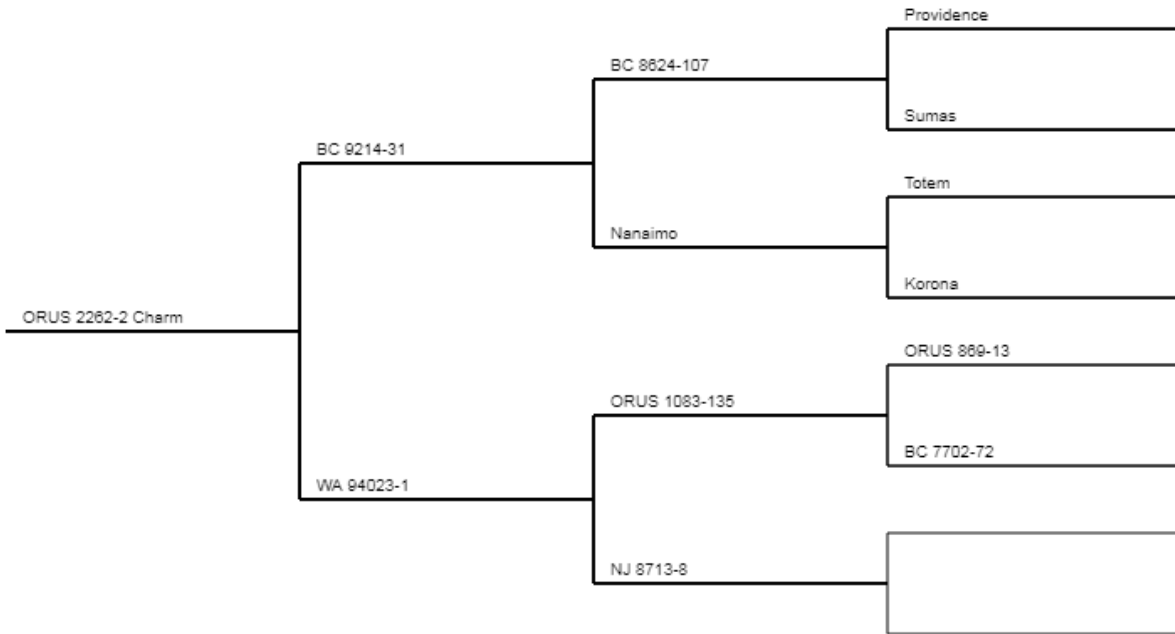 Providence
BC 8624-107
Sumas
BC 9214-31
Totem
Nanaimo
Korona
ORUS 2262-2 Charm
ORUS 869-13
ORUS 1083-135
BC 7702-72
WA 94023-1
NJ 8713-8